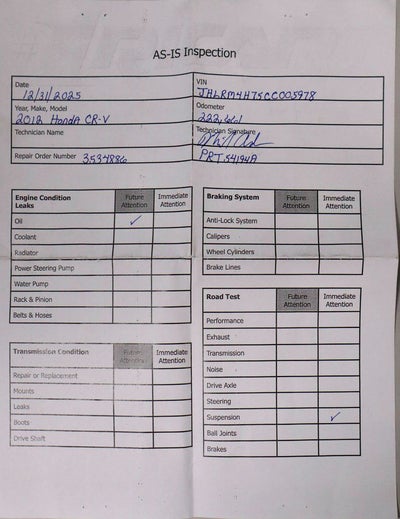 AS-IS Inspection
Date
12/31/2025
VIN
JHLRM4H75CC005978
Year, Make, Model
2012 Honda CR-V
Odometer
222,661
Technician Name
Technician Signature
Repair Order Number 3534886
PRT54194A
Engine Condition Leaks Future Attention Immediate Attention
Oil ✓
Coolant
Radiator
Power Steering Pump
Water Pump
Rack & Pinion
Belts & Hoses
Transmission Condition Future Attention Immediate Attention
Repair or Replacement
Mounts
Leaks
Boots
Drive Shaft
Braking System Future Attention Immediate Attention
Anti-Lock System
Calipers
Wheel Cylinders
Brake Lines
Road Test Future Attention Immediate Attention
Performance
Exhaust
Transmission
Noise
Drive Axle
Steering
Suspension ✓
Ball Joints
Brakes